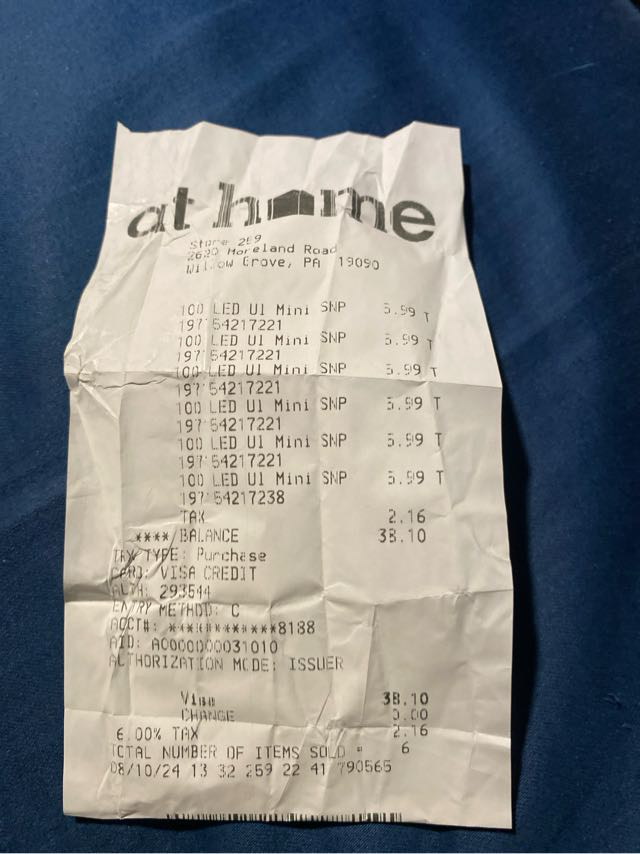 at home
Store 259
2620 Moreland Road
Willow Grove, PA 19090
100 LED U1 Mini SNP 5.99 T
197 54217221
100 LED U1 Mini SNP 5.99 T
197 54217221
100 LED U1 Mini SNP 5.99 T
197 54217221
100 LED U1 Mini SNP 5.99 T
197 54217221
100 LED U1 Mini SNP 5.99 T
197 54217221
100 LED U1 Mini SNP 5.99 T
197 54217238
TAX 2.16
**** BALANCE 38.10
TRX TYPE: Purchase
CARD: VISA CREDIT
AUTH: 293544
ENTRY METHOD: C
ACCT#: ************8188
AID: A0000000031010
AUTHORIZATION MODE: ISSUER
Visa 38.10
CHANGE 0.00
6.00% TAX 2.16
TOTAL NUMBER OF ITEMS SOLD = 6
08/10/24 13 32 259 22 41 790565